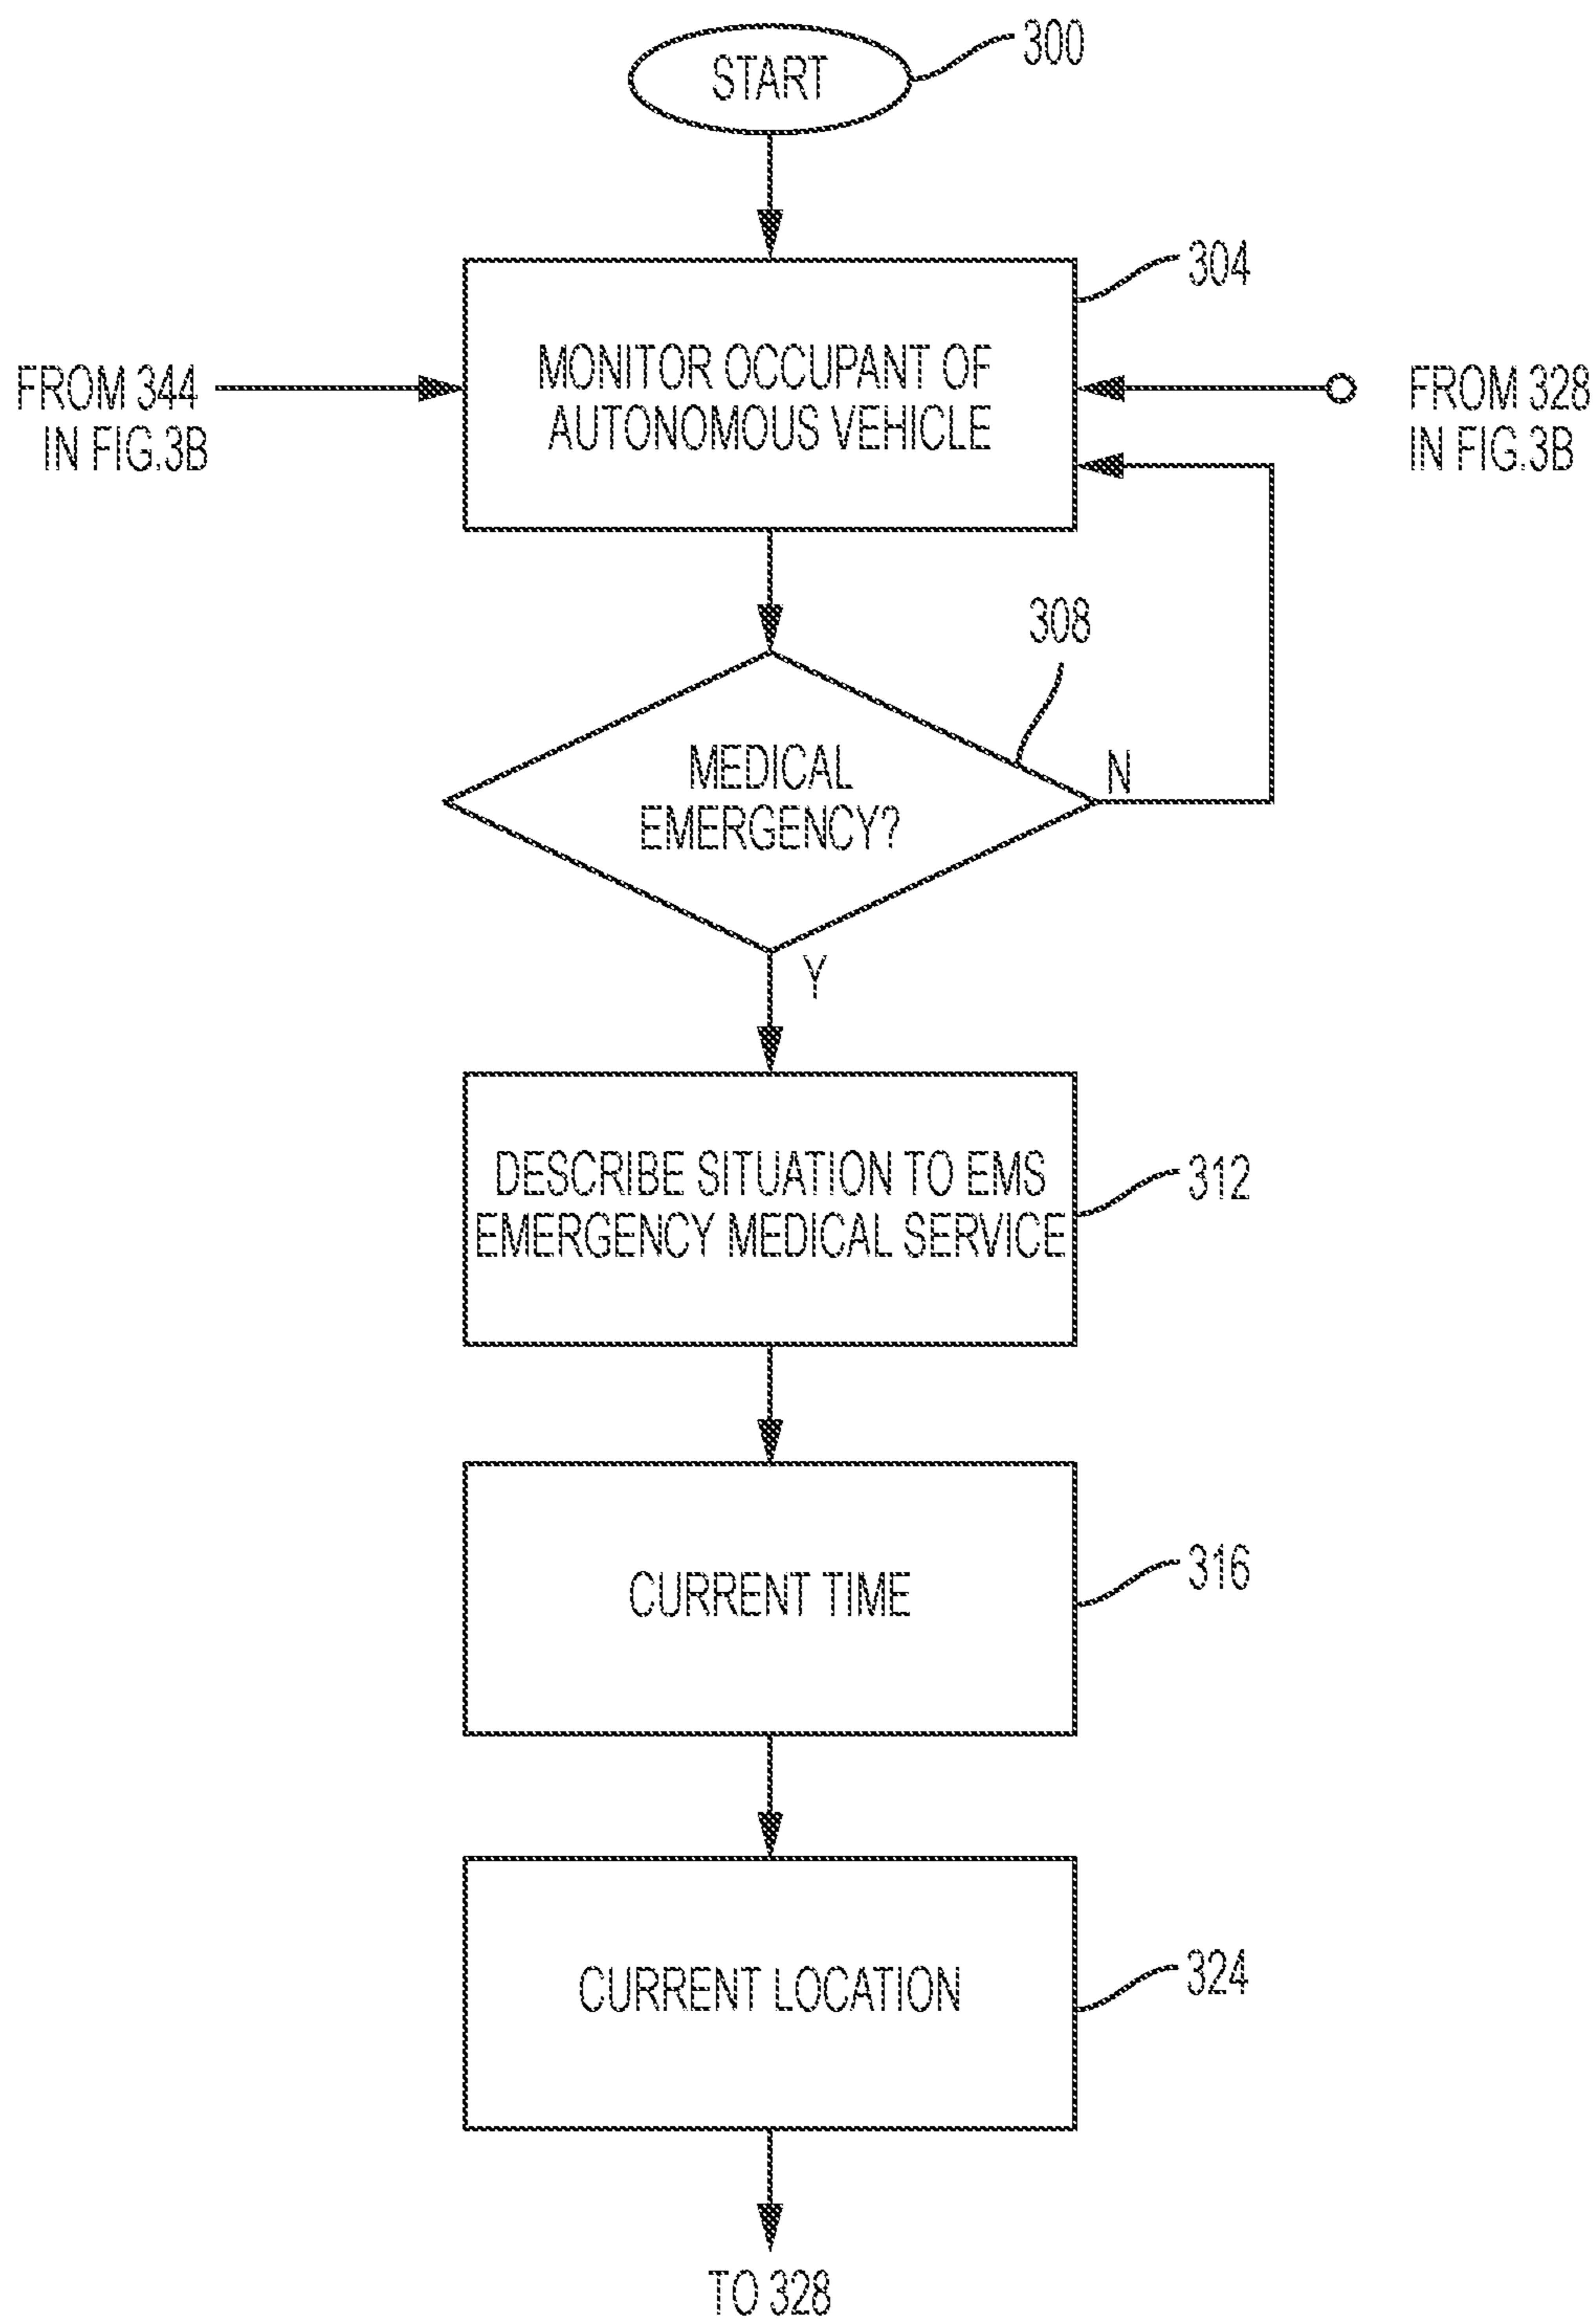 START
300
304
MONITOR OCCUPANT OF
AUTONOMOUS VEHICLE
FROM 344
IN FIG.3B
FROM 328
IN FIG.3B
308
MEDICAL
EMERGENCY?
N
Y
DESCRIBE SITUATION TO EMS
EMERGENCY MEDICAL SERVICE
312
CURRENT TIME
316
CURRENT LOCATION
324
TO 328